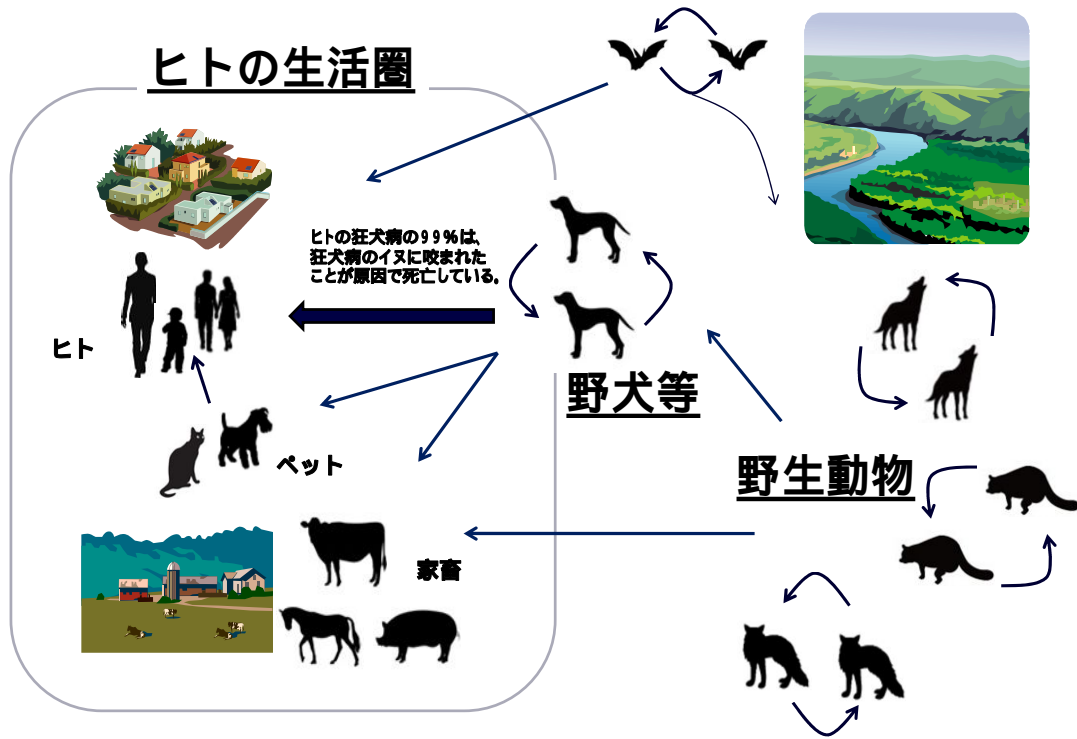 ヒトの生活圏
ヒトの狂犬病の99%は、
狂犬病のイヌに咬まれた
ことが原因で死亡している。
ヒト
野犬等
ペット
野生動物
家畜